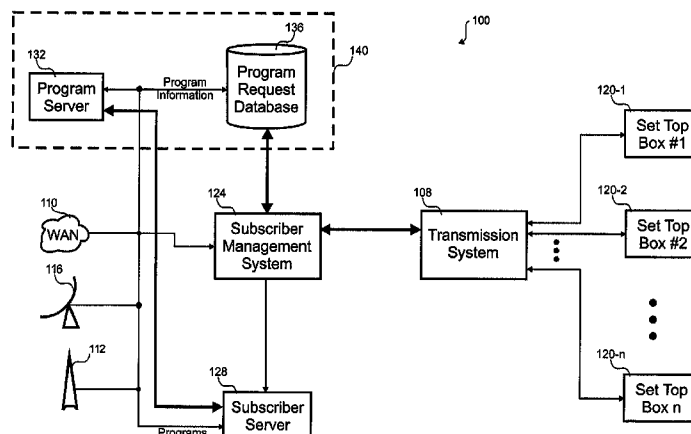 100
132
Program
Server
Program
Information
136
Program
Request
Database
140
120-1
Set Top
Box #1
110
WAN
124
Subscriber
Management
System
108
Transmission
System
120-2
Set Top
Box #2
116
112
128
Subscriber
Server
Programs
120-n
Set Top
Box n